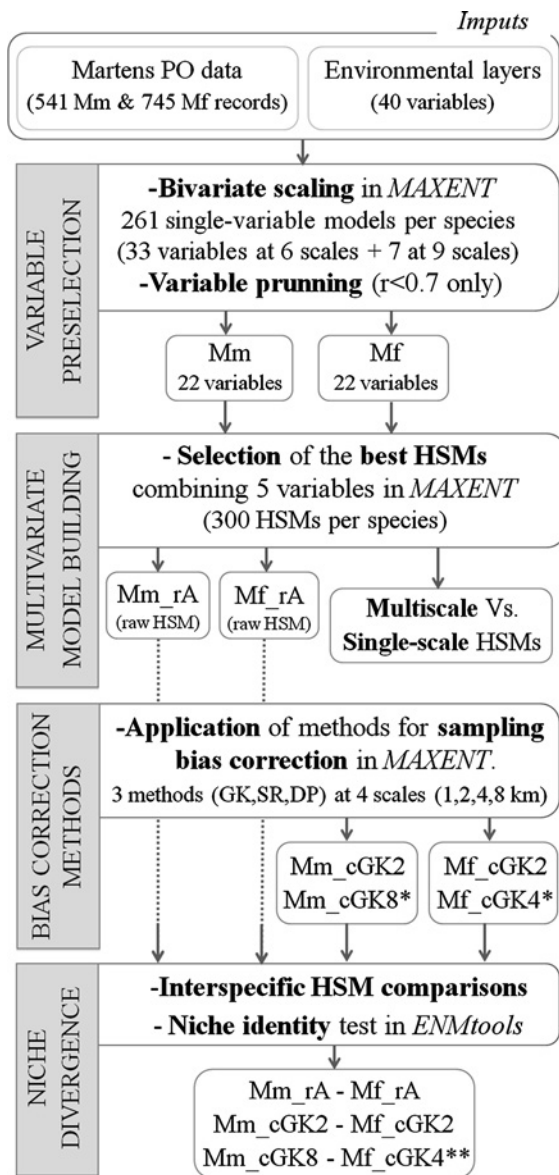 Imputs
Martens PO data
(541 Mm & 745 Mf records)
Environmental layers
(40 variables)
VARIABLE
PRESELECTION
-Bivariate scaling in MAXENT
261 single-variable models per species
(33 variables at 6 scales + 7 at 9 scales)
-Variable prunning (r<0.7 only)
Mm
22 variables
Mf
22 variables
MULTIVARIATE
MODEL BUILDING
- Selection of the best HSMs
combining 5 variables in MAXENT
(300 HSMs per species)
Mm_rA
(raw HSM)
Mf_rA
(raw HSM)
Multiscale Vs.
Single-scale HSMs
BIAS CORRECTION
METHODS
-Application of methods for sampling
bias correction in MAXENT.
3 methods (GK,SR,DP) at 4 scales (1,2,4,8 km)
Mm_cGK2
Mm_cGK8*
Mf_cGK2
Mf_cGK4*
NICHE
DIVERGENCE
-Interspecific HSM comparisons
- Niche identity test in ENMtools
Mm_rA - Mf_rA
Mm_cGK2 - Mf_cGK2
Mm_cGK8 - Mf_cGK4**